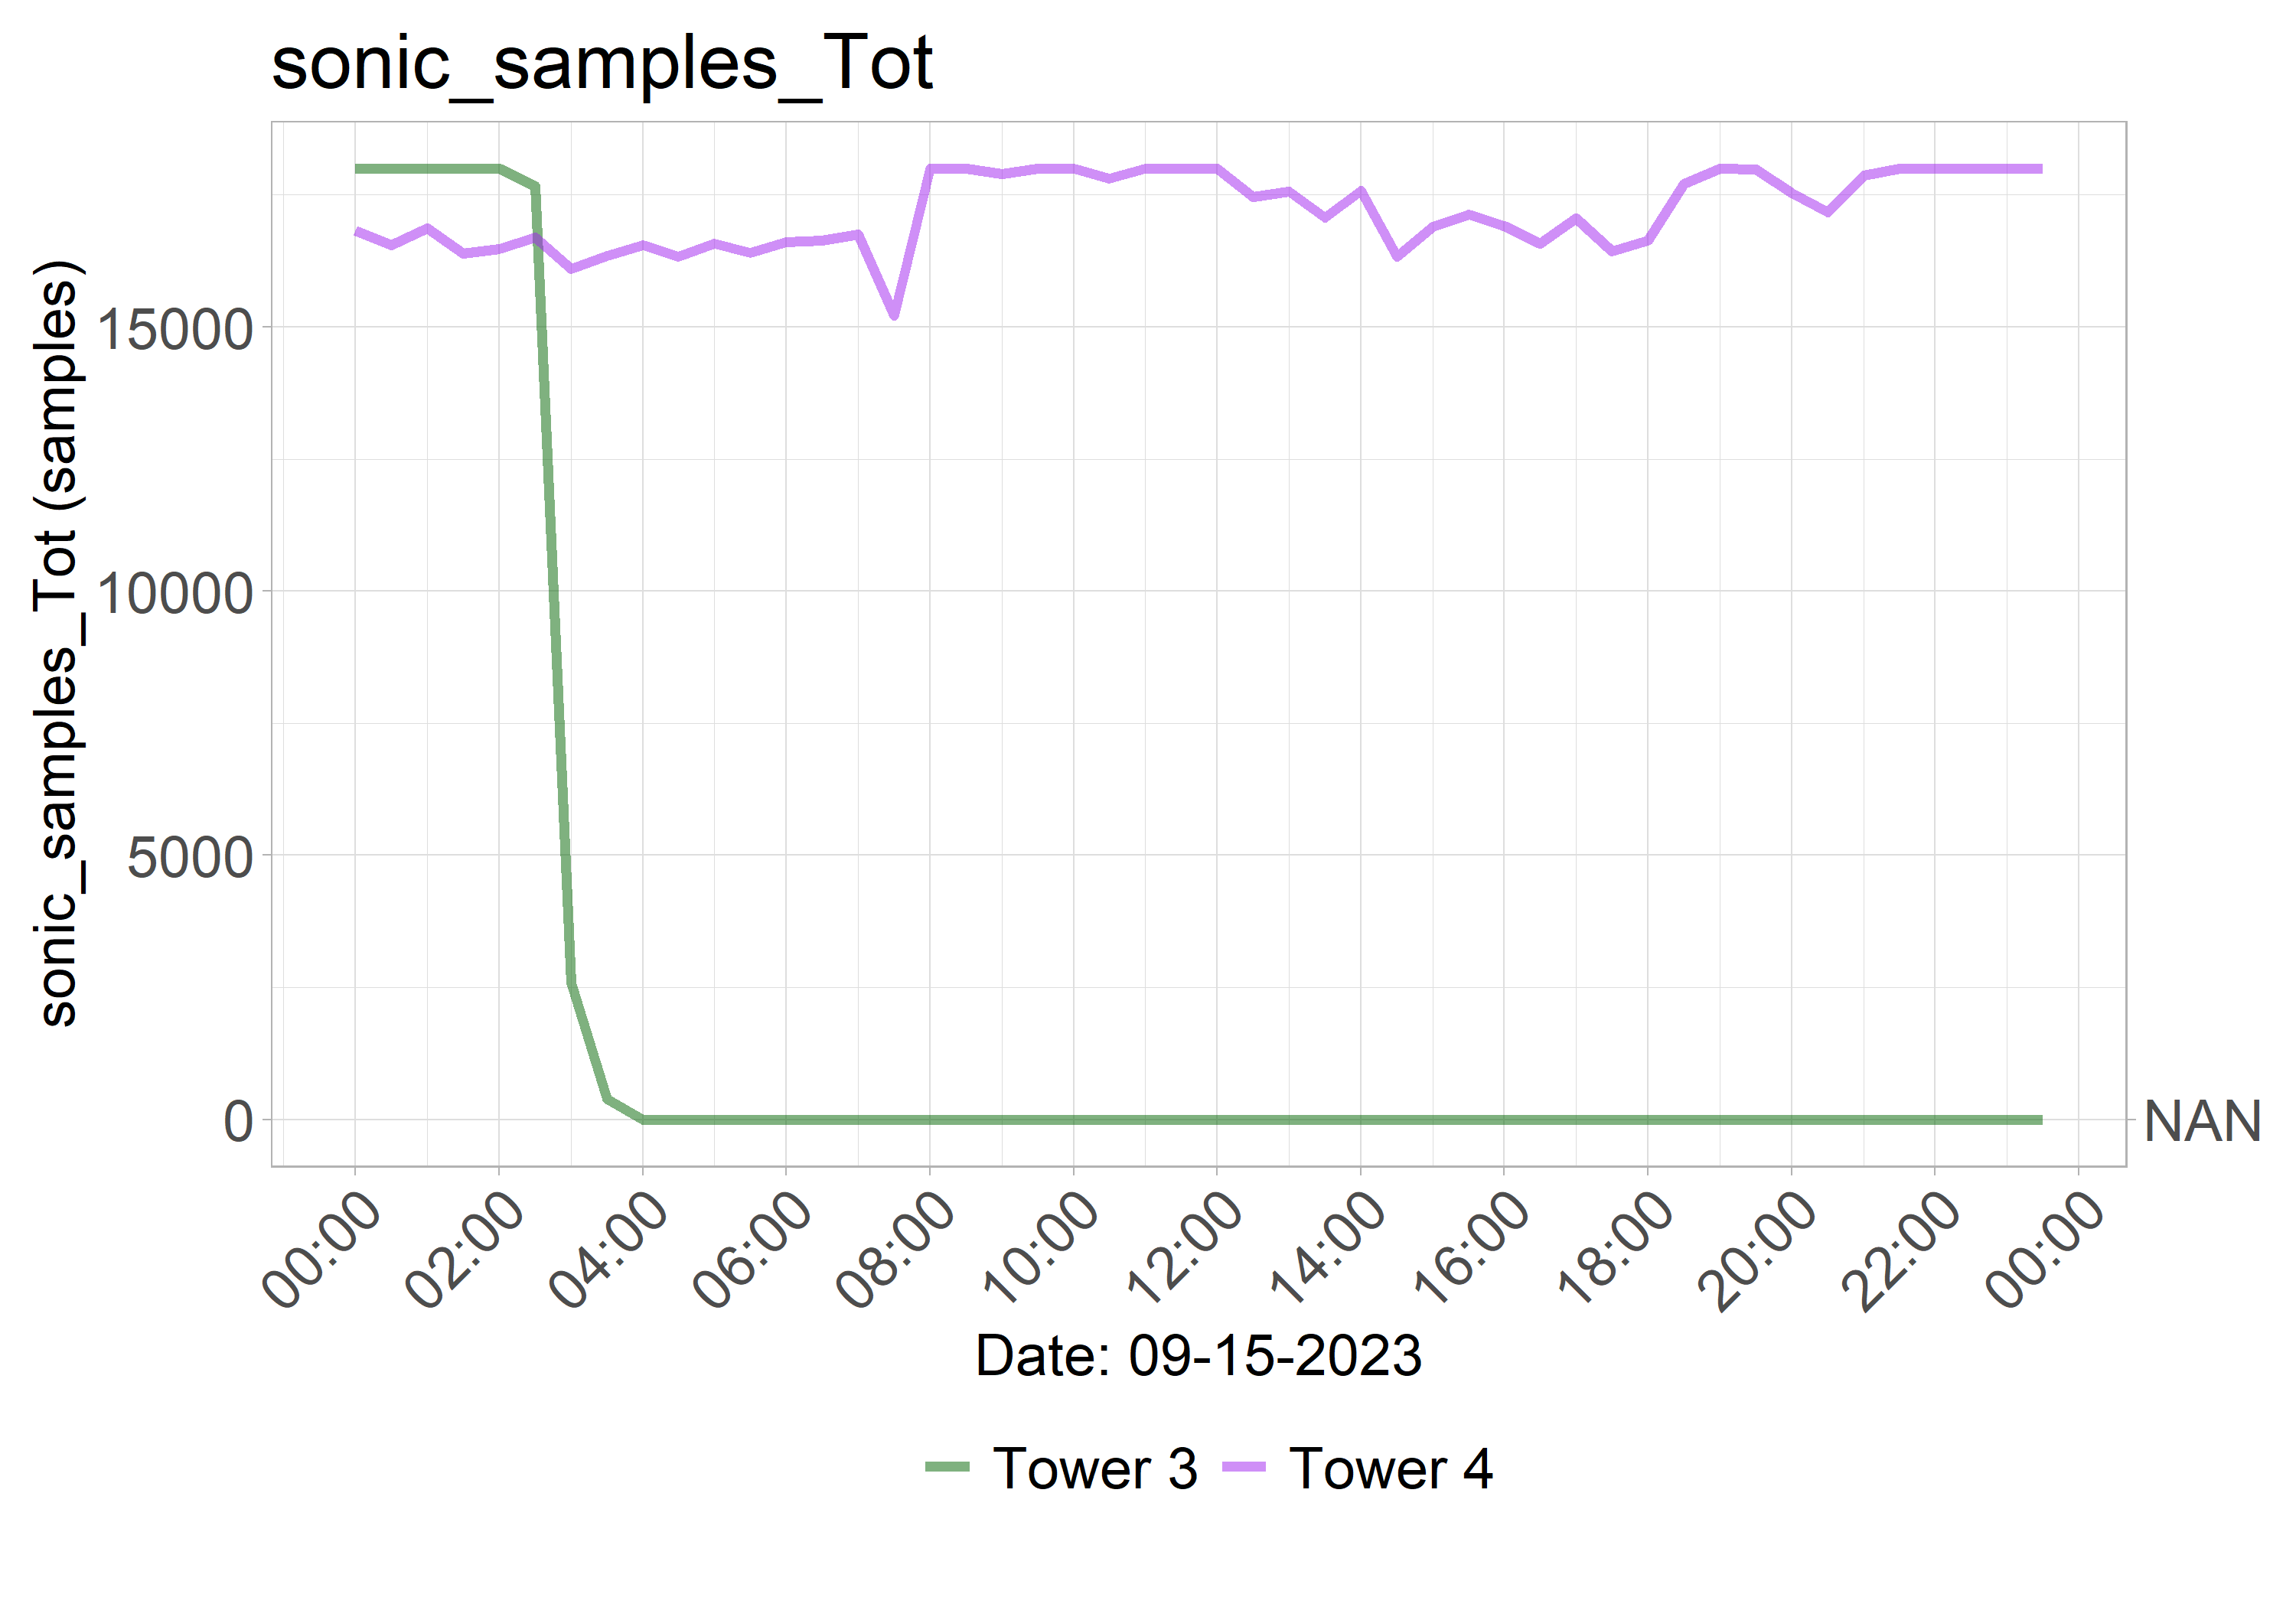 sonic_samples_Tot
sonic_samples_Tot (samples)
15000
10000
5000
0
NAN
00:00
02:00
04:00
06:00
08:00
10:00
12:00
14:00
16:00
18:00
20:00
22:00
00:00
Date: 09-15-2023
Tower 3
Tower 4